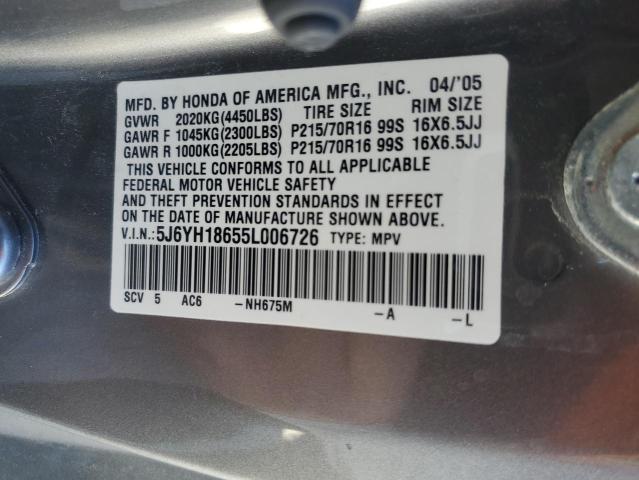 MFD. BY HONDA OF AMERICA MFG., INC. 04/'05
GVWR 2020KG(4450LBS) TIRE SIZE RIM SIZE
GAWR F 1045KG(2300LBS) P215/70R16 99S 16X6.5JJ
GAWR R 1000KG(2205LBS) P215/70R16 99S 16X6.5JJ
THIS VEHICLE CONFORMS TO ALL APPLICABLE
FEDERAL MOTOR VEHICLE SAFETY
AND THEFT PREVENTION STANDARDS IN EFFECT
ON THE DATE OF MANUFACTURE SHOWN ABOVE.
V.I.N.:5J6YH18655L006726 TYPE: MPV
SCV 5 AC6 -NH675M -A -L